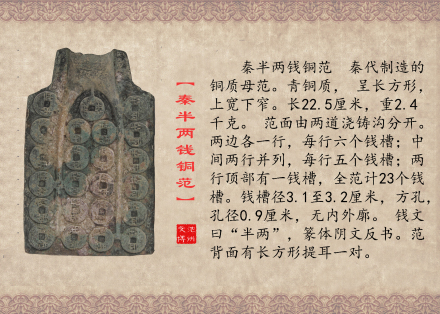 【秦半两钱铜范】
秦半两钱铜范 秦代制造的
铜质母范。青铜质， 呈长方形，
上宽下窄。长22.5厘米，重2.4
千克。 范面由两道浇铸沟分开。
两边各一行，每行六个钱槽；中
间两行并列，每行五个钱槽；两
行顶部有一钱槽，全范计23个钱
槽。钱槽径3.1至3.2厘米，方孔，
孔径0.9厘米，无内外廓。 钱文
曰“半两”，篆体阴文反书。范
背面有长方形提耳一对。